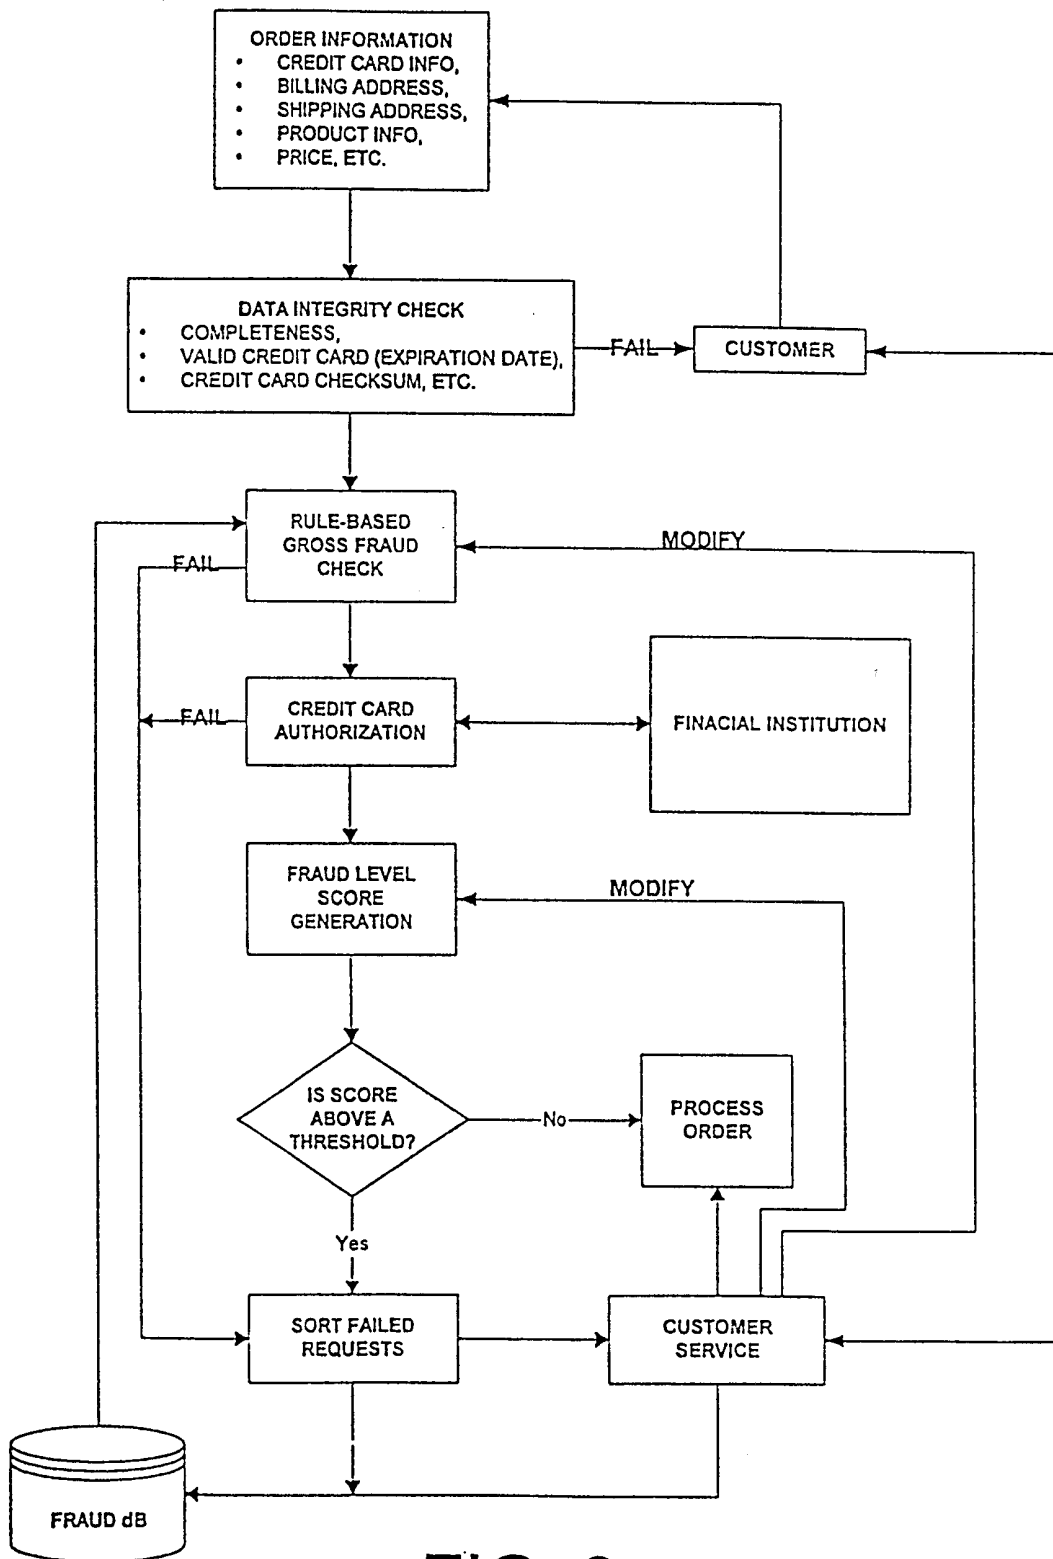 ORDER INFORMATION
• CREDIT CARD INFO,
• BILLING ADDRESS,
• SHIPPING ADDRESS,
• PRODUCT INFO,
• PRICE, ETC.
DATA INTEGRITY CHECK
• COMPLETENESS,
• VALID CREDIT CARD (EXPIRATION DATE),
• CREDIT CARD CHECKSUM, ETC.
FAIL
CUSTOMER
RULE-BASED
GROSS FRAUD
CHECK
MODIFY
FAIL
CREDIT CARD
AUTHORIZATION
FAIL
FINACIAL INSTITUTION
FRAUD LEVEL
SCORE
GENERATION
MODIFY
IS SCORE
ABOVE A
THRESHOLD?
No
PROCESS
ORDER
Yes
SORT FAILED
REQUESTS
CUSTOMER
SERVICE
FRAUD dB